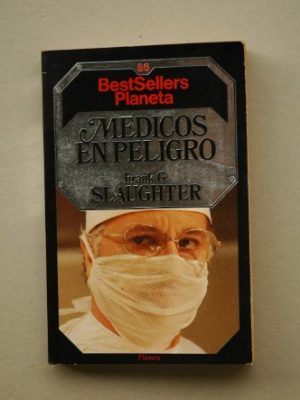 56
BestSellers
Planeta
MEDICOS
EN PELIGRO
Frank G.
SLAUGHTER
Planeta